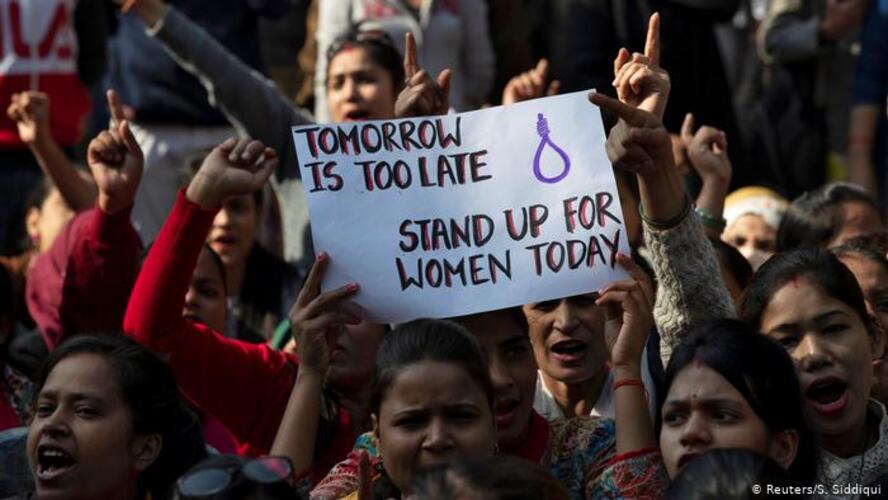 TOMORROW
IS TOO LATE
STAND UP FOR
WOMEN TODAY
© Reuters/S. Siddiqui